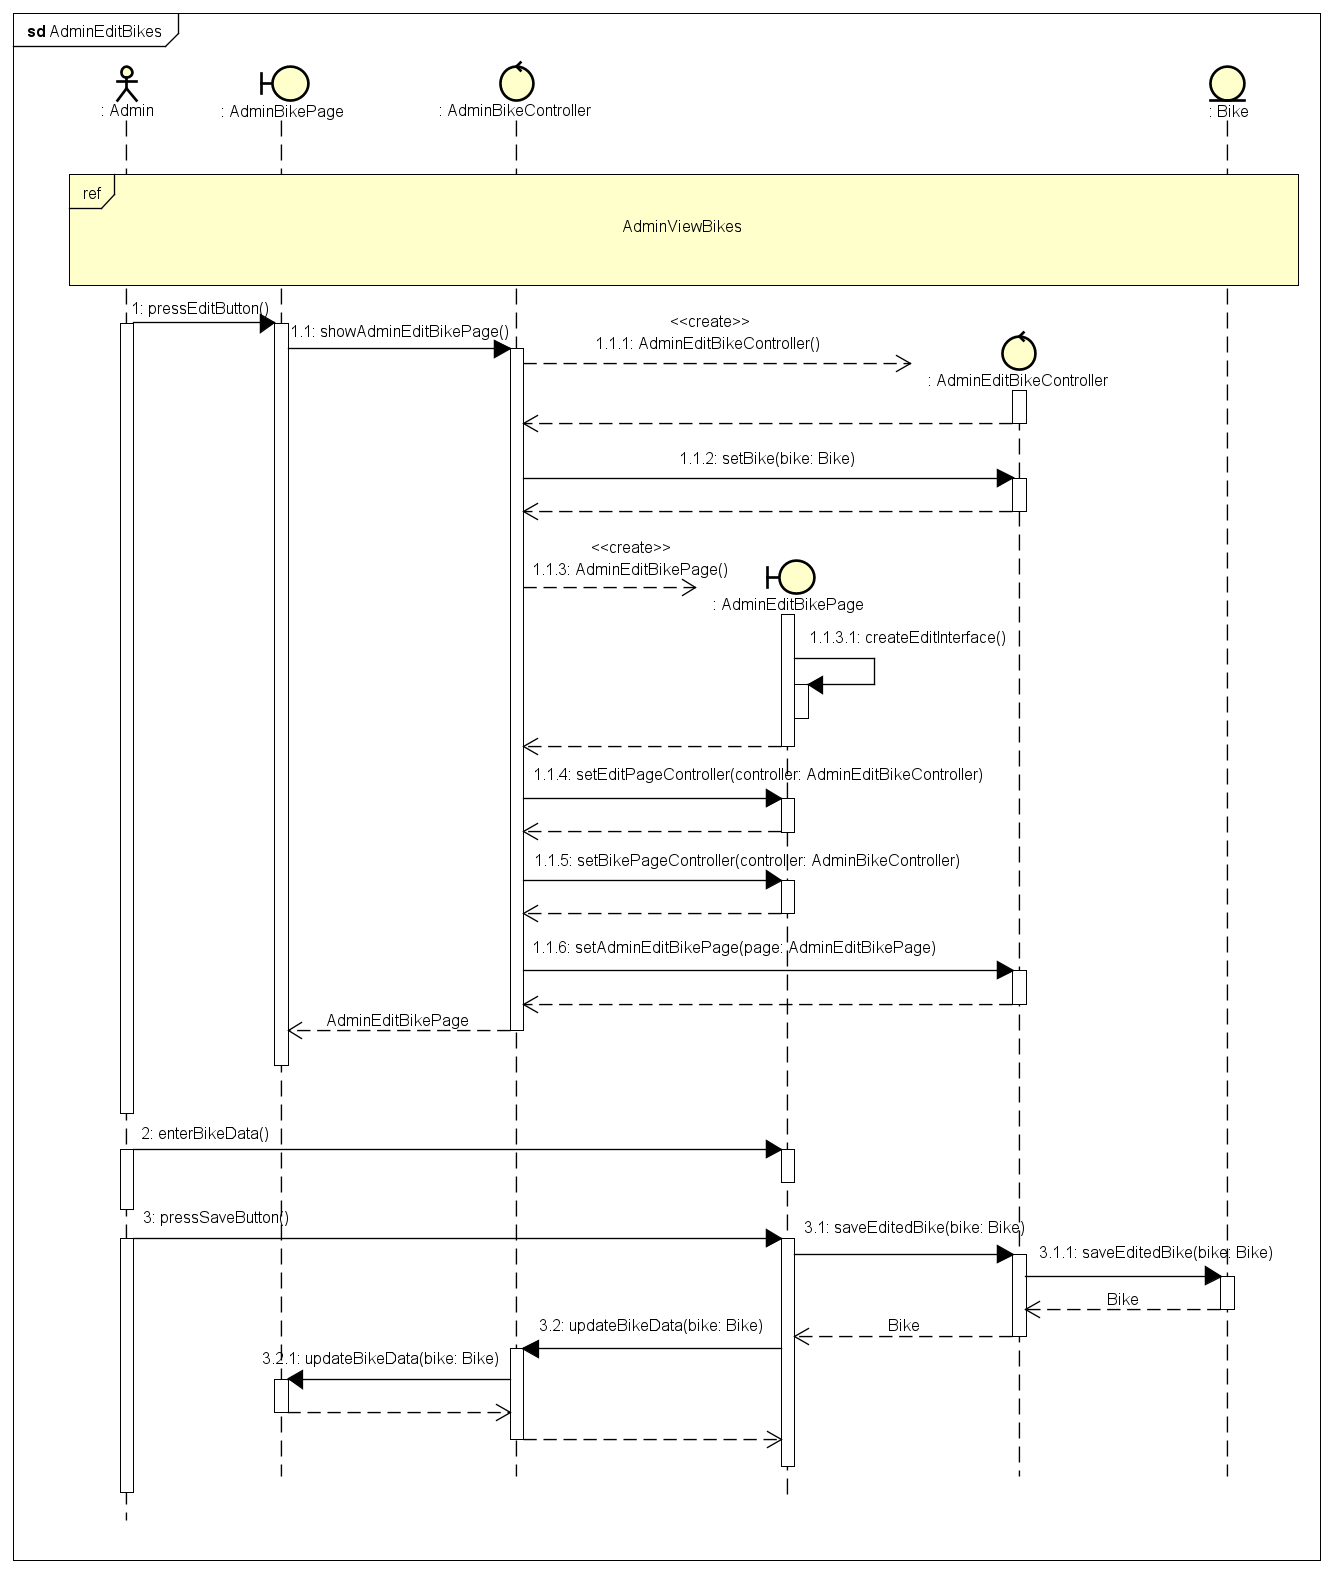 sd AdminEditBikes
: Admin
: AdminBikePage
: AdminBikeController
: Bike
ref
AdminViewBikes
1: pressEditButton()
1.1: showAdminEditBikePage()
<<create>>
1.1.1: AdminEditBikeController()
: AdminEditBikeController
1.1.2: setBike(bike: Bike)
<<create>>
1.1.3: AdminEditBikePage()
: AdminEditBikePage
1.1.3.1: createEditInterface()
1.1.4: setEditPageController(controller: AdminEditBikeController)
1.1.5: setBikePageController(controller: AdminBikeController)
1.1.6: setAdminEditBikePage(page: AdminEditBikePage)
AdminEditBikePage
2: enterBikeData()
3: pressSaveButton()
3.1: saveEditedBike(bike: Bike)
3.1.1: saveEditedBike(bike: Bike)
Bike
Bike
3.2: updateBikeData(bike: Bike)
3.2.1: updateBikeData(bike: Bike)